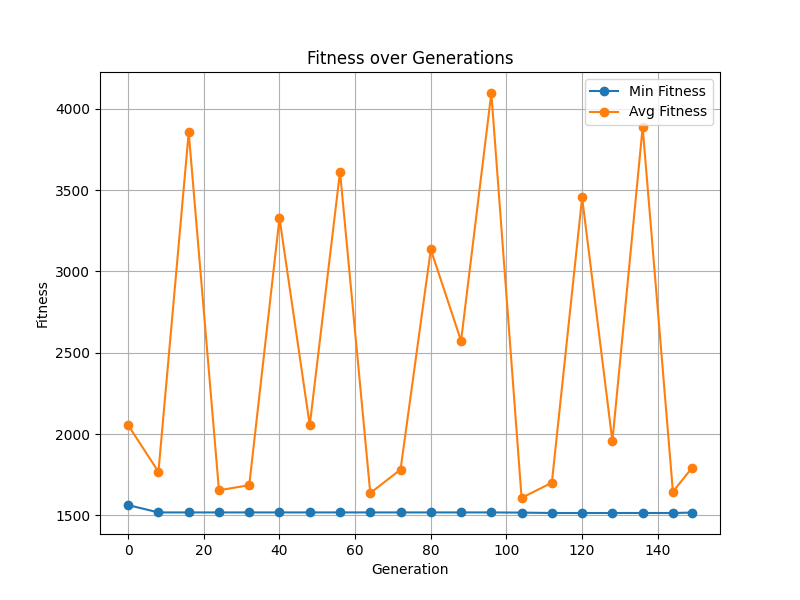 Fitness over Generations
Min Fitness
Avg Fitness
4000
3500
3000
2500
2000
1500
Fitness
0 20 40 60 80 100 120 140
Generation